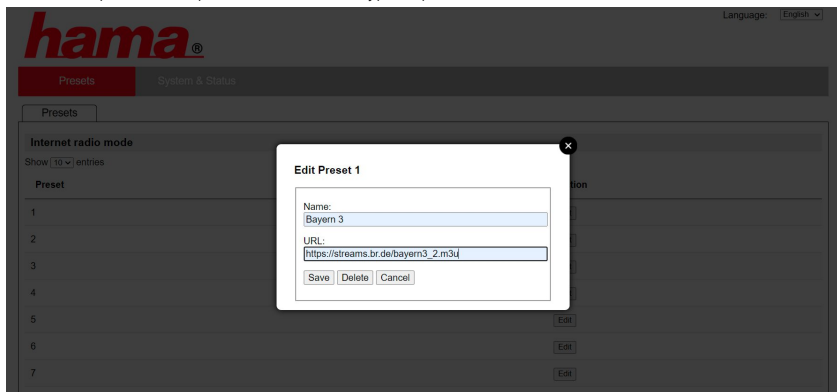 Language: English
hama®
Presets System & Status
Presets
Internet radio mode
Show 10 entries
Preset
1
2
3
4
5 Edit
6 Edit
7 Edit
Edit Preset 1
Name:
Bayern 3
URL:
https://streams.br.de/bayern3_2.m3u
Save Delete Cancel